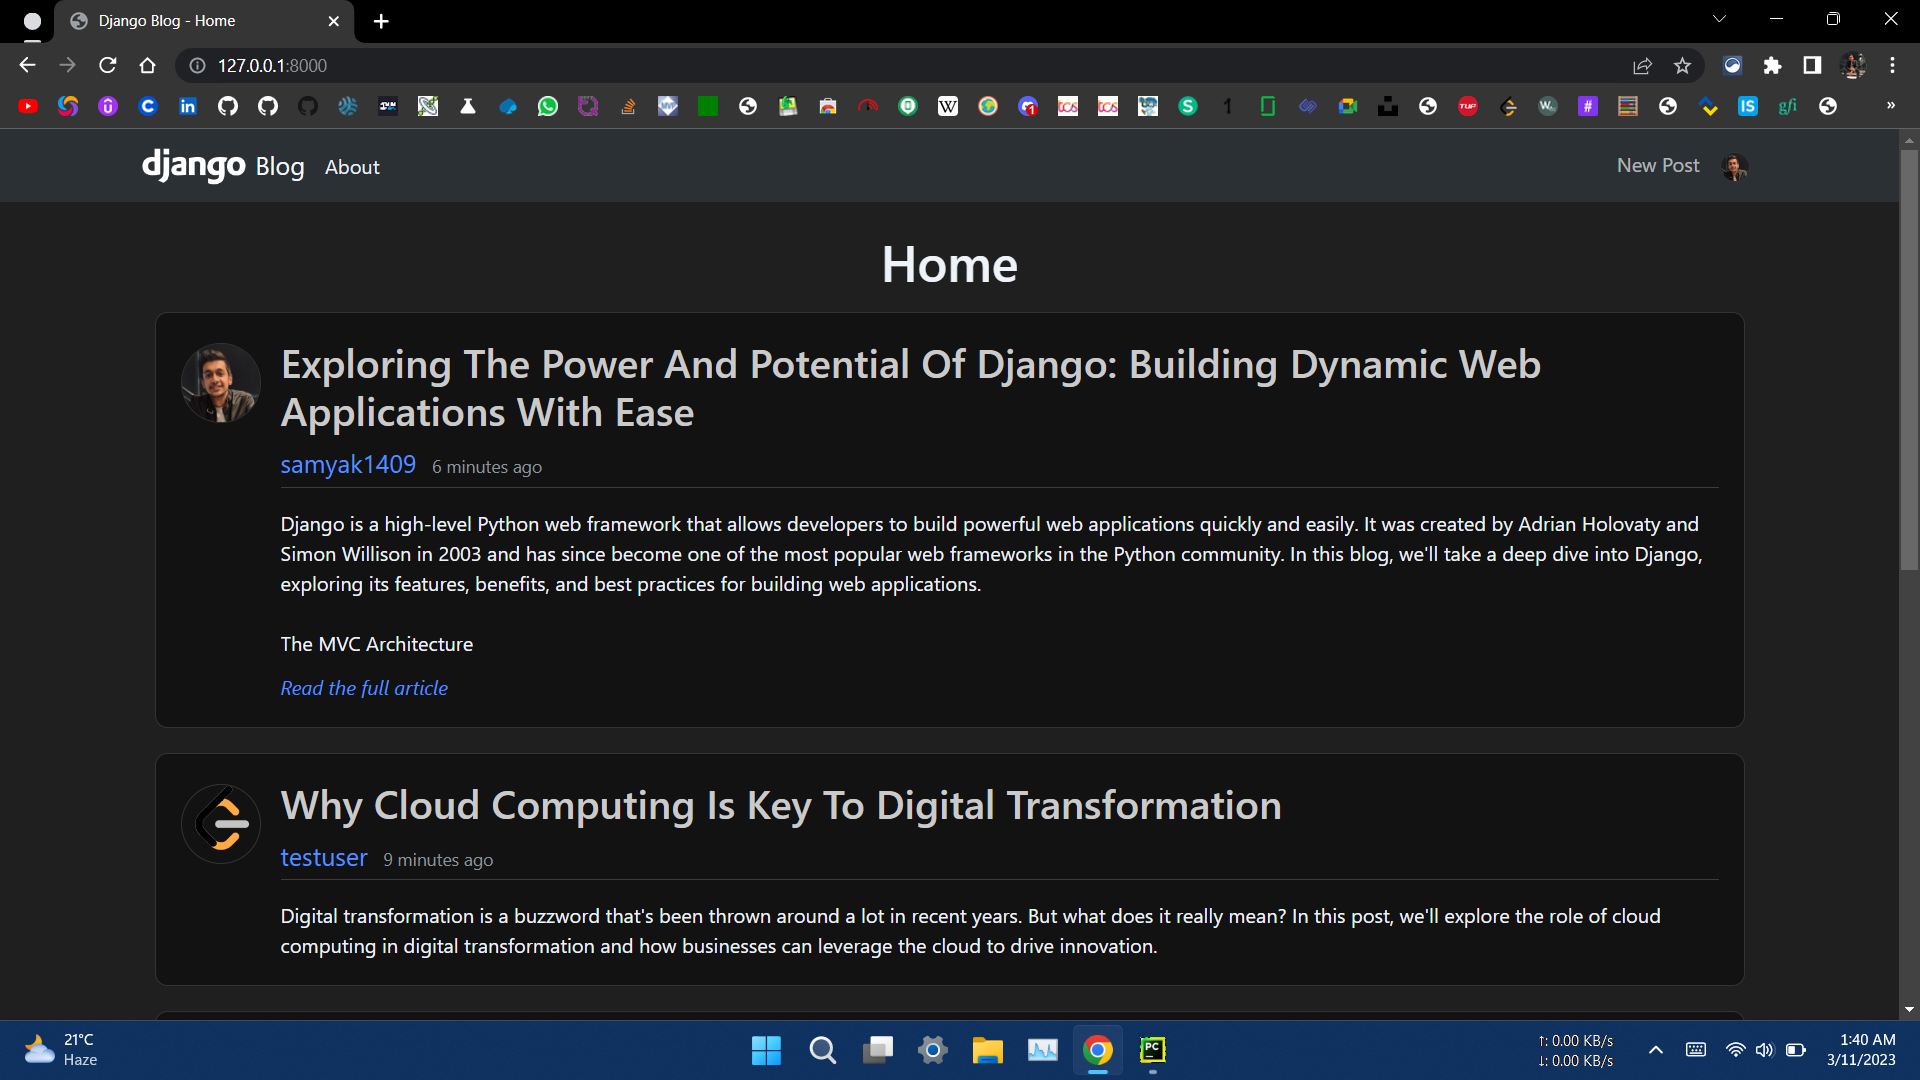 Django Blog - Home
127.0.0.1:8000
django Blog About
New Post
Home
Exploring The Power And Potential Of Django: Building Dynamic Web
Applications With Ease
samyak1409 6 minutes ago
Django is a high-level Python web framework that allows developers to build powerful web applications quickly and easily. It was created by Adrian Holovaty and
Simon Willison in 2003 and has since become one of the most popular web frameworks in the Python community. In this blog, we'll take a deep dive into Django,
exploring its features, benefits, and best practices for building web applications.
The MVC Architecture
Read the full article
Why Cloud Computing Is Key To Digital Transformation
testuser 9 minutes ago
Digital transformation is a buzzword that's been thrown around a lot in recent years. But what does it really mean? In this post, we'll explore the role of cloud
computing in digital transformation and how businesses can leverage the cloud to drive innovation.
21°C
Haze
↑: 0.00 KB/s
↓: 0.00 KB/s
1:40 AM
3/11/2023